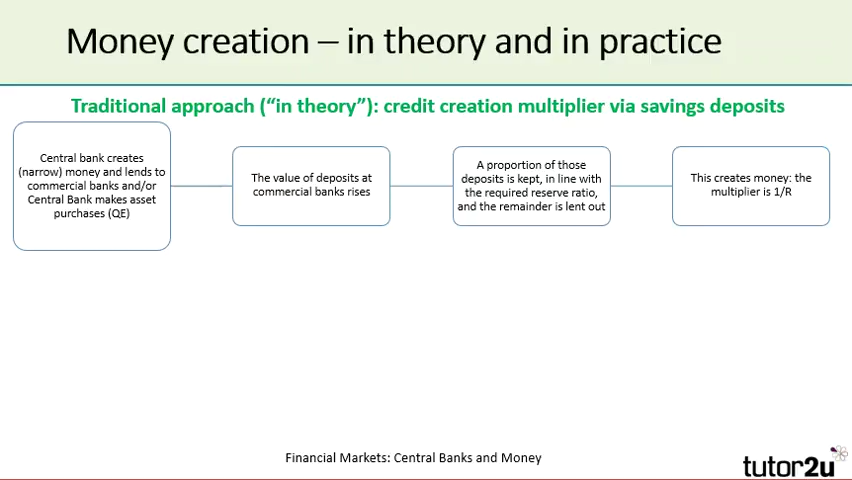 Money creation – in theory and in practice
Traditional approach (“in theory”): credit creation multiplier via savings deposits
Central bank creates
(narrow) money and lends to
commercial banks and/or
Central Bank makes asset
purchases (QE)
The value of deposits at
commercial banks rises
A proportion of those
deposits is kept, in line with
the required reserve ratio,
and the remainder is lent out
This creates money: the
multiplier is 1/R
Financial Markets: Central Banks and Money
tutor2u